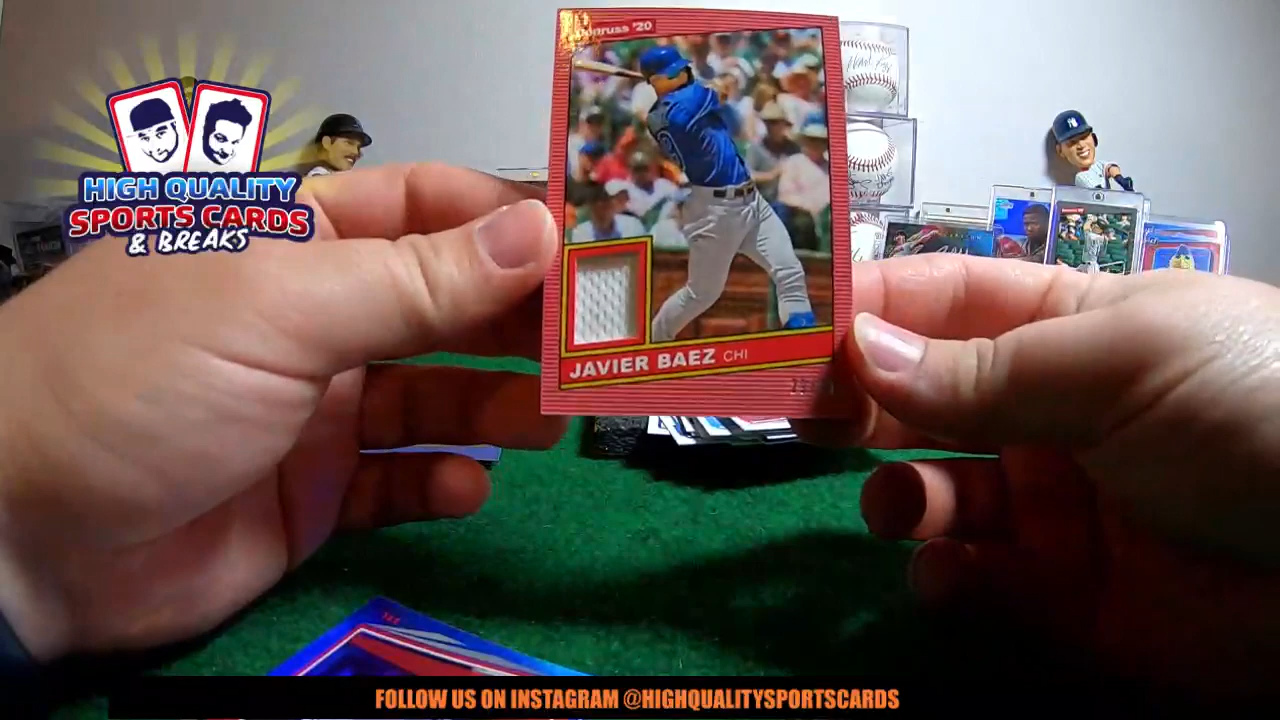 Donruss '20
HIGH QUALITY
SPORTS CARDS
& BREAKS
JAVIER BAEZ CHI
FOLLOW US ON INSTAGRAM @HIGHQUALITYSPORTSCARDS